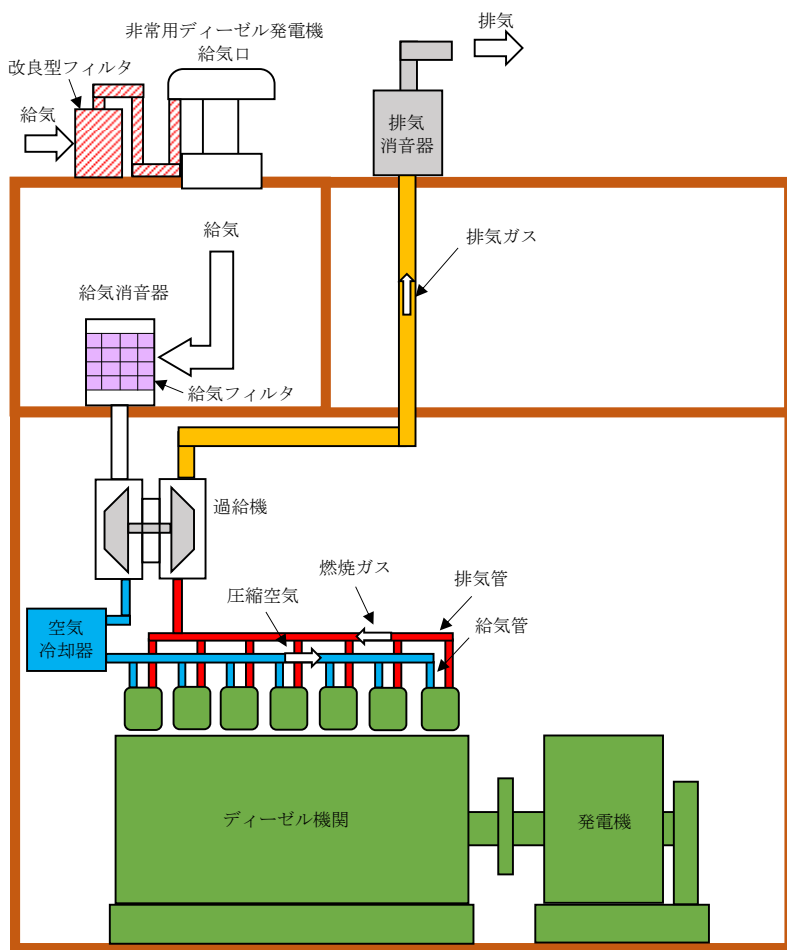 排気
非常用ディーゼル発電機
給気口
改良型フィルタ
給気
排気
消音器
給気
排気ガス
給気消音器
給気フィルタ
過給機
燃焼ガス
排気管
圧縮空気
給気管
空気
冷却器
ディーゼル機関
発電機